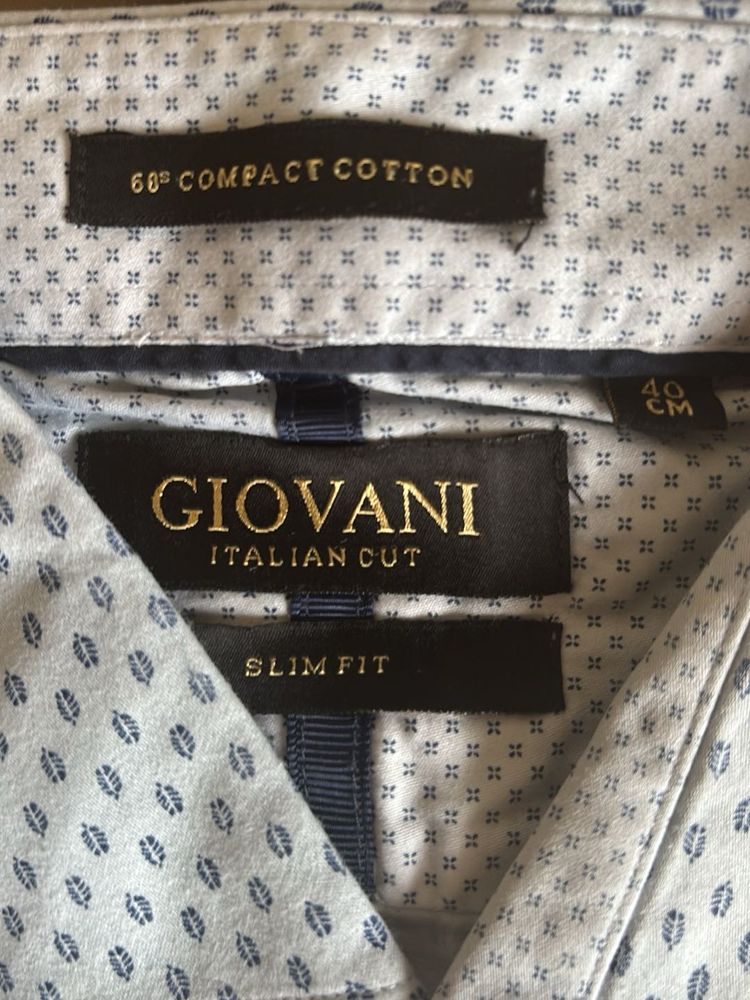 60s COMPACT COTTON
40
CM
GIOVANI
ITALIAN CUT
SLIM FIT